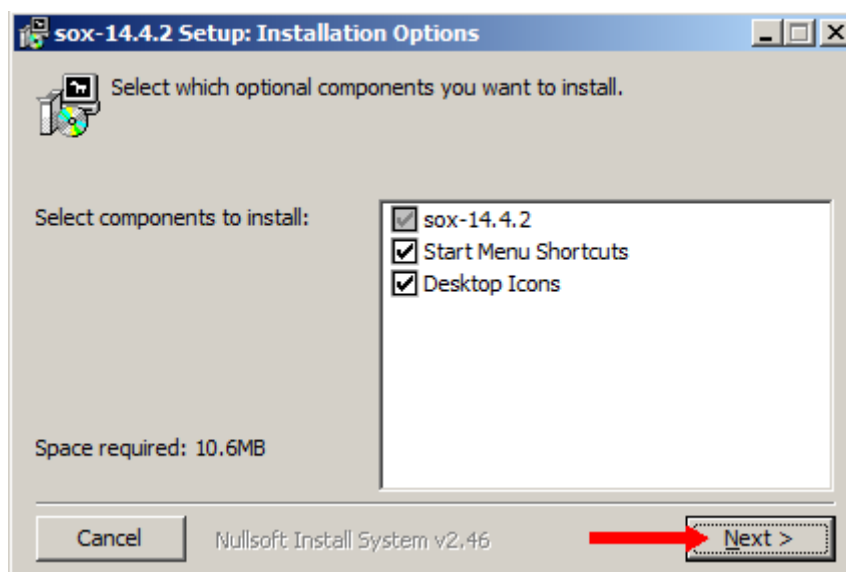 sox-14.4.2 Setup: Installation Options
Select which optional components you want to install.
Select components to install:
sox-14.4.2
Start Menu Shortcuts
Desktop Icons
Space required: 10.6MB
Cancel
Nullsoft Install System v2.46
Next >